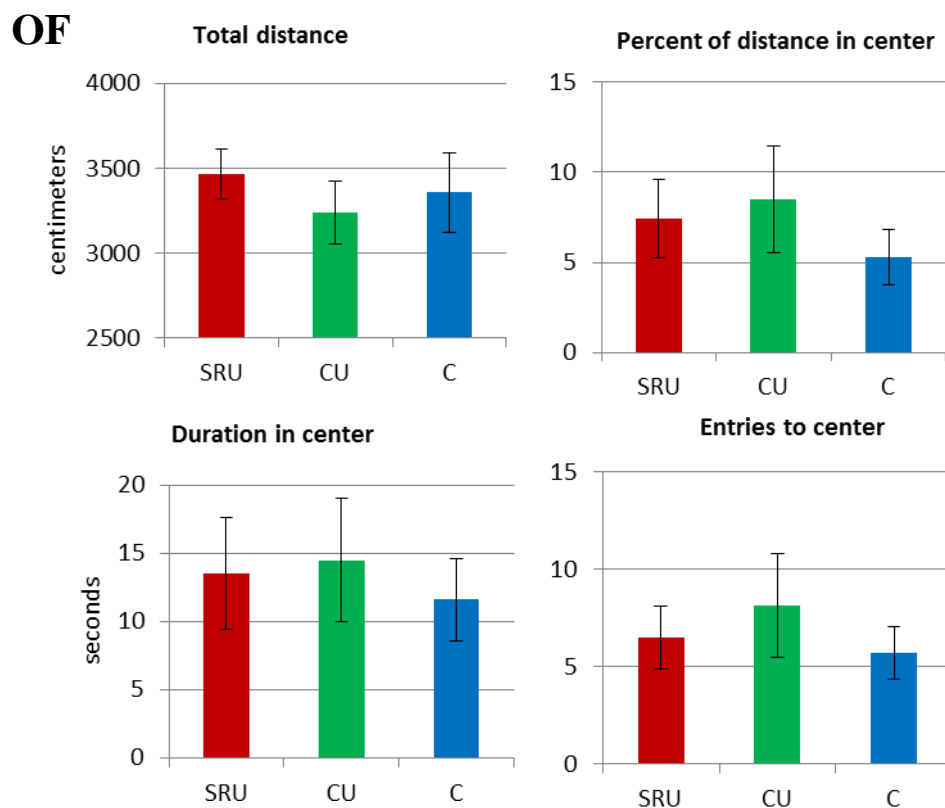 OF
Total distance
4000
3500
3000
2500
centimeters
SRU CU C
Percent of distance in center
15
10
5
0
SRU CU C
Duration in center
20
15
10
5
0
seconds
SRU CU C
Entries to center
15
10
5
0
SRU CU C